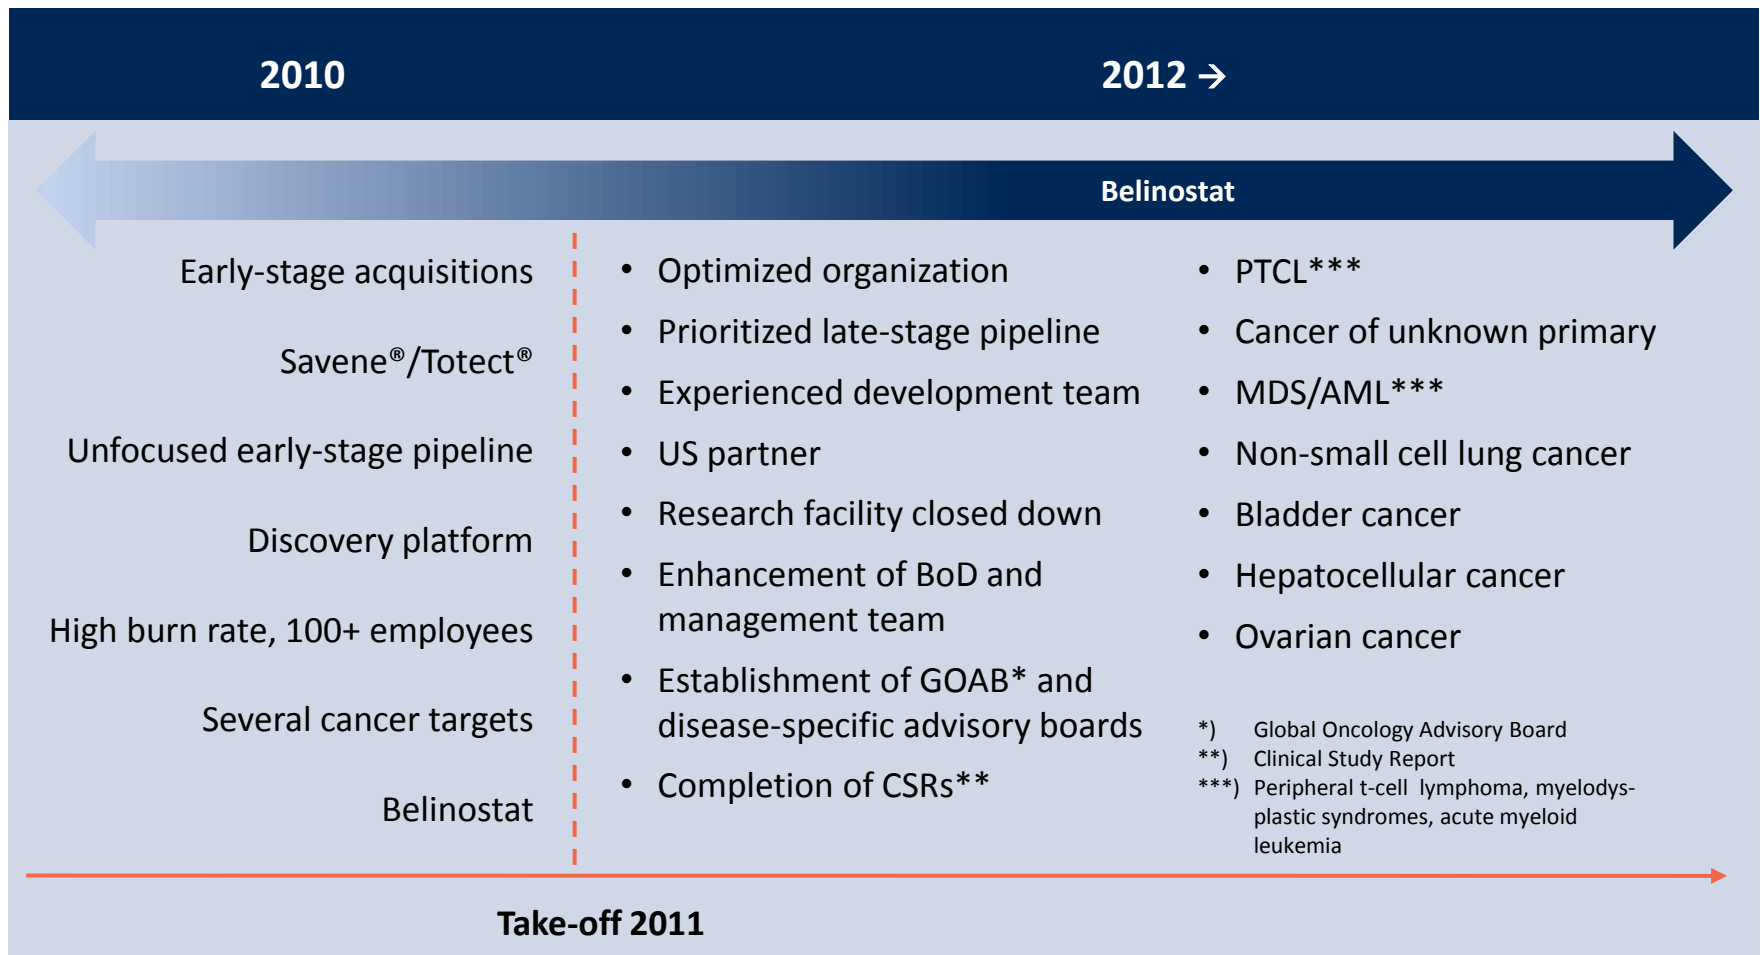 2010
2012 →
Belinostat
Early-stage acquisitions
Savene®/Totect®
Unfocused early-stage pipeline
Discovery platform
High burn rate, 100+ employees
Several cancer targets
Belinostat
• Optimized organization
• Prioritized late-stage pipeline
• Experienced development team
• US partner
• Research facility closed down
• Enhancement of BoD and
management team
• Establishment of GOAB* and
disease-specific advisory boards
• Completion of CSRs**
• PTCL***
• Cancer of unknown primary
• MDS/AML***
• Non-small cell lung cancer
• Bladder cancer
• Hepatocellular cancer
• Ovarian cancer
*) Global Oncology Advisory Board
**) Clinical Study Report
***) Peripheral t-cell lymphoma, myelodys-
plastic syndromes, acute myeloid
leukemia
Take-off 2011